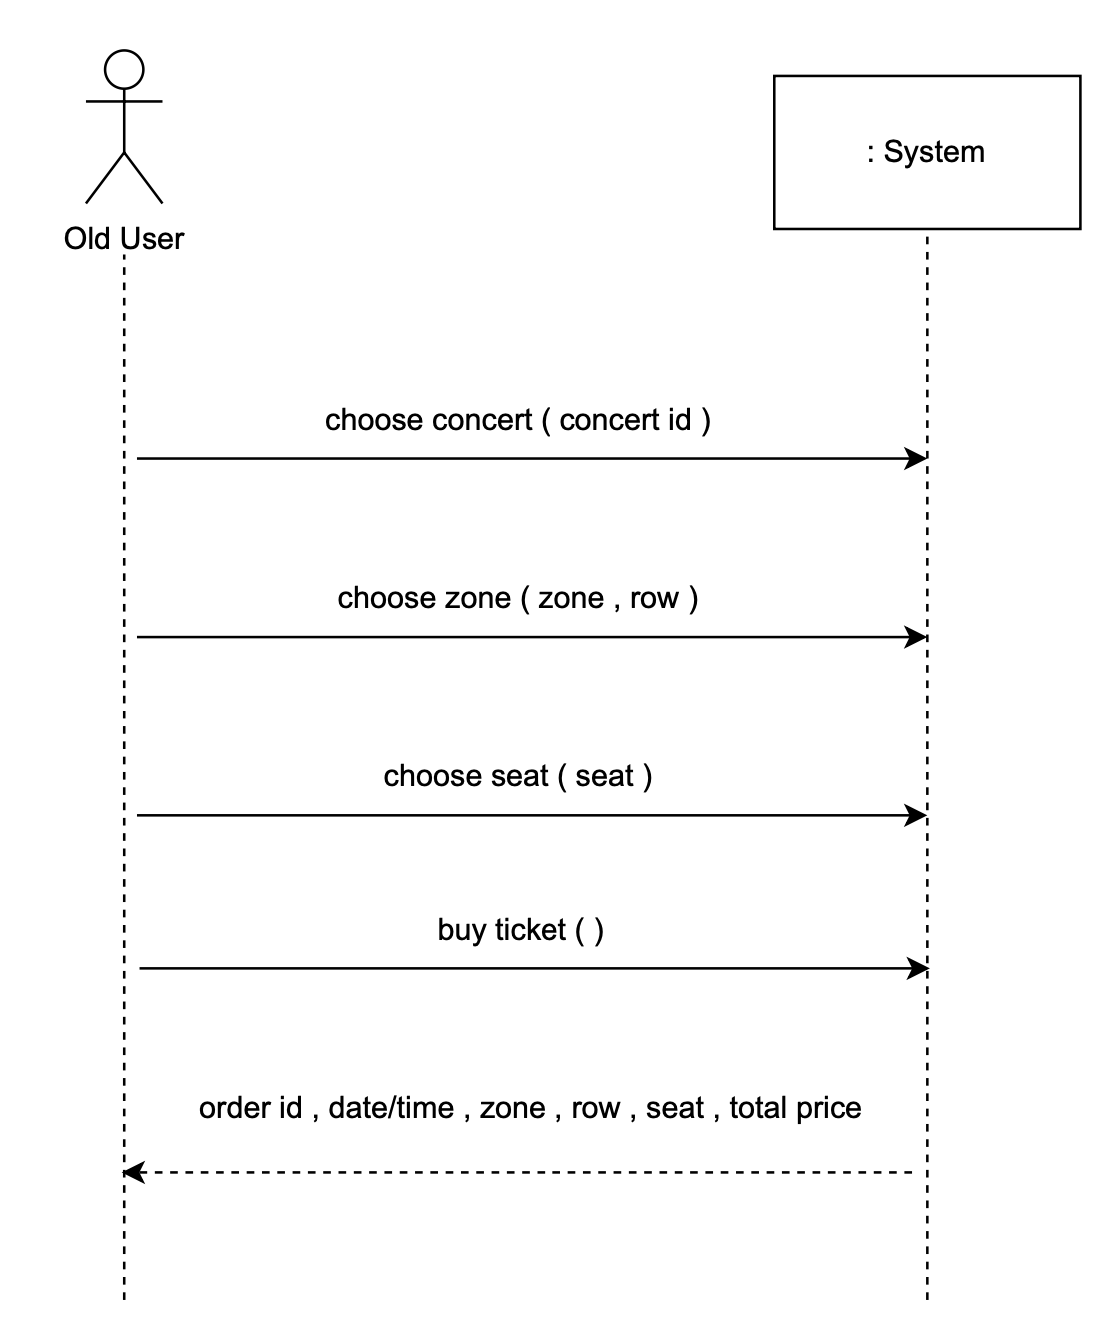 : System
Old User
choose concert ( concert id )
choose zone ( zone , row )
choose seat ( seat )
buy ticket ( )
order id , date/time , zone , row , seat , total price